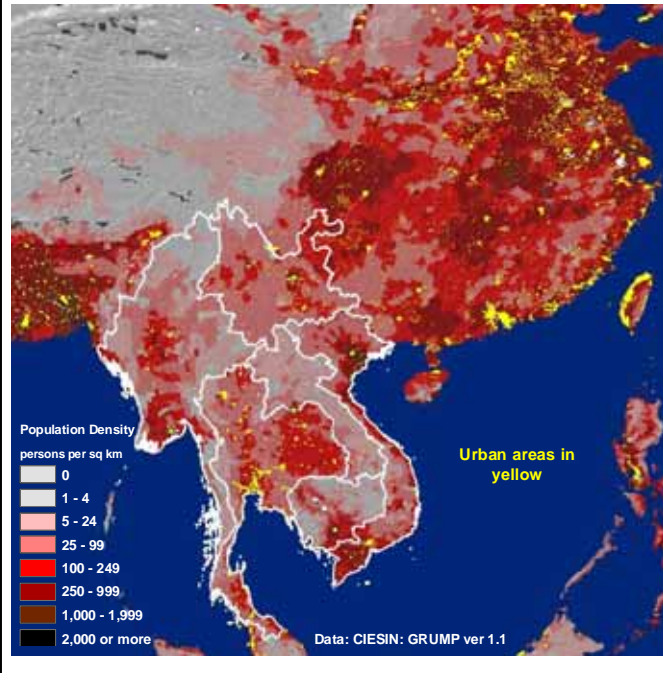 Population Density
persons per sq km
0
1 - 4
5 - 24
25 - 99
100 - 249
250 - 999
1,000 - 1,999
2,000 or more
Urban areas in
yellow
Data: CIESIN: GRUMP ver 1.1